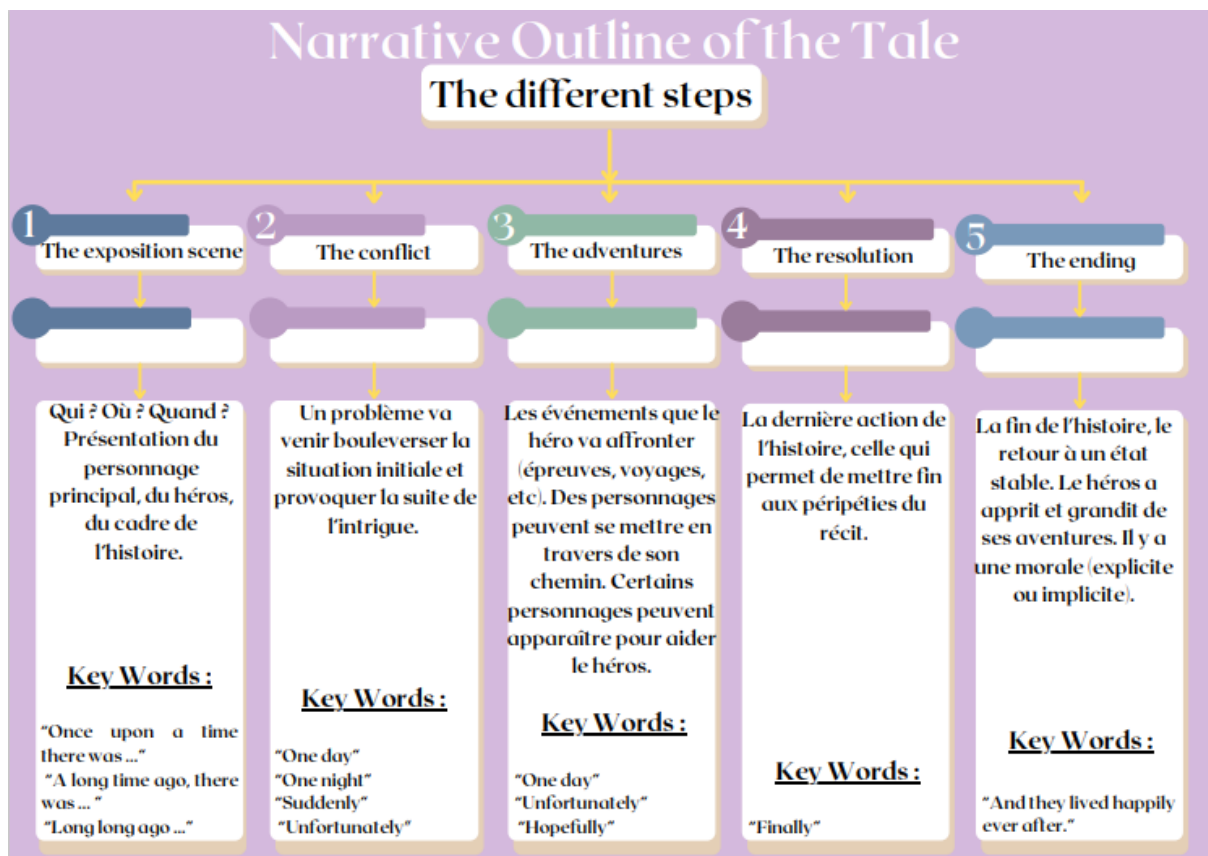 Narrative Outline of the Tale
The different steps
1
The exposition scene
2
The conflict
3
The adventures
4
The resolution
5
The ending
Qui ? Où ? Quand ?
Présentation du
personnage
principal, du héros,
du cadre de
l'histoire.
Key Words :
"Once upon a time
there was ..."
"A long time ago, there
was ... "
"Long long ago ..."
Un problème va
venir bouleverser la
situation initiale et
provoquer la suite de
l'intrigue.
Key Words :
"One day"
"One night"
"Suddenly"
"Unfortunately"
Les événements que le
héro va affronter
(épreuves, voyages,
etc). Des personnages
peuvent se mettre en
travers de son
chemin. Certains
personnages peuvent
apparaître pour aider
le héros.
Key Words :
"One day"
"Unfortunately"
"Hopefully"
La dernière action de
l'histoire, celle qui
permet de mettre fin
aux péripéties du
récit.
Key Words :
"Finally"
La fin de l'histoire, le
retour à un état
stable. Le héros a
apprit et grandit de
ses aventures. Il y a
une morale (explicite
ou implicite).
Key Words :
"And they lived happily
ever after."